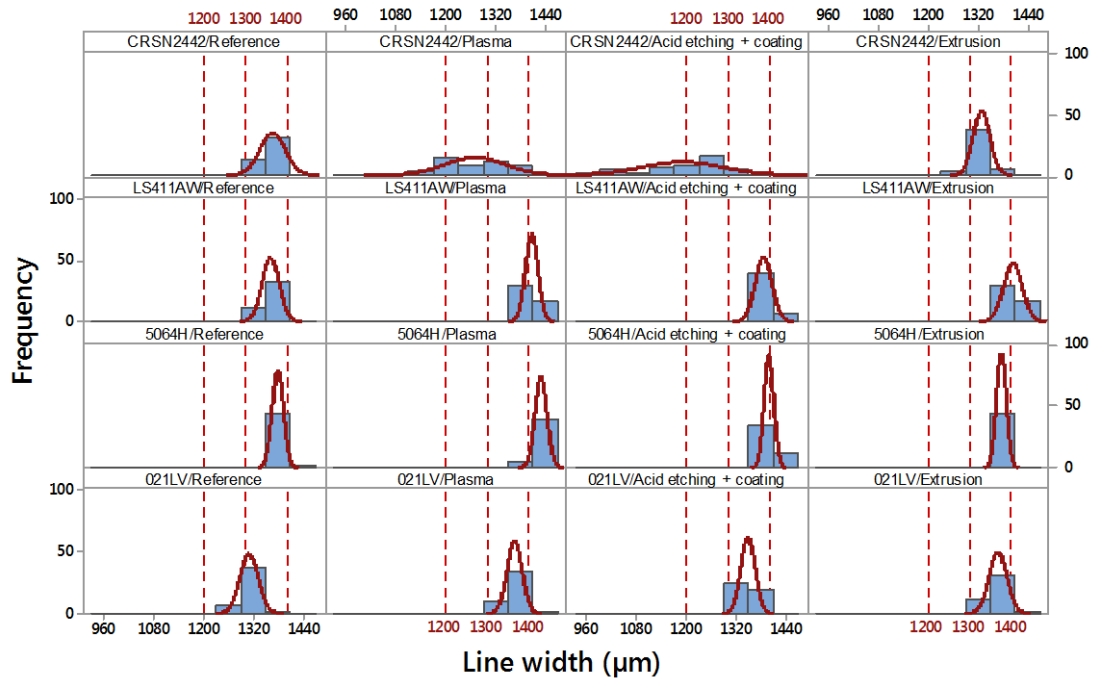 1200 1300 1400 960 1080 1200 1320 1440 1200 1300 1400 960 1080 1200 1320 1440
CRSN2442/Reference CRSN2442/Plasma CRSN2442/Acid etching + coating CRSN2442/Extrusion
100
50
0
LS411AW/Reference LS411AW/Plasma LS411AW/Acid etching + coating LS411AW/Extrusion
100
50
0
5064H/Reference 5064H/Plasma 5064H/Acid etching + coating 5064H/Extrusion
100
50
0
021LV/Reference 021LV/Plasma 021LV/Acid etching + coating 021LV/Extrusion
100
50
0
960 1080 1200 1320 1440 1200 1300 1400 960 1080 1200 1320 1440 1200 1300 1400
Frequency
Line width (μm)